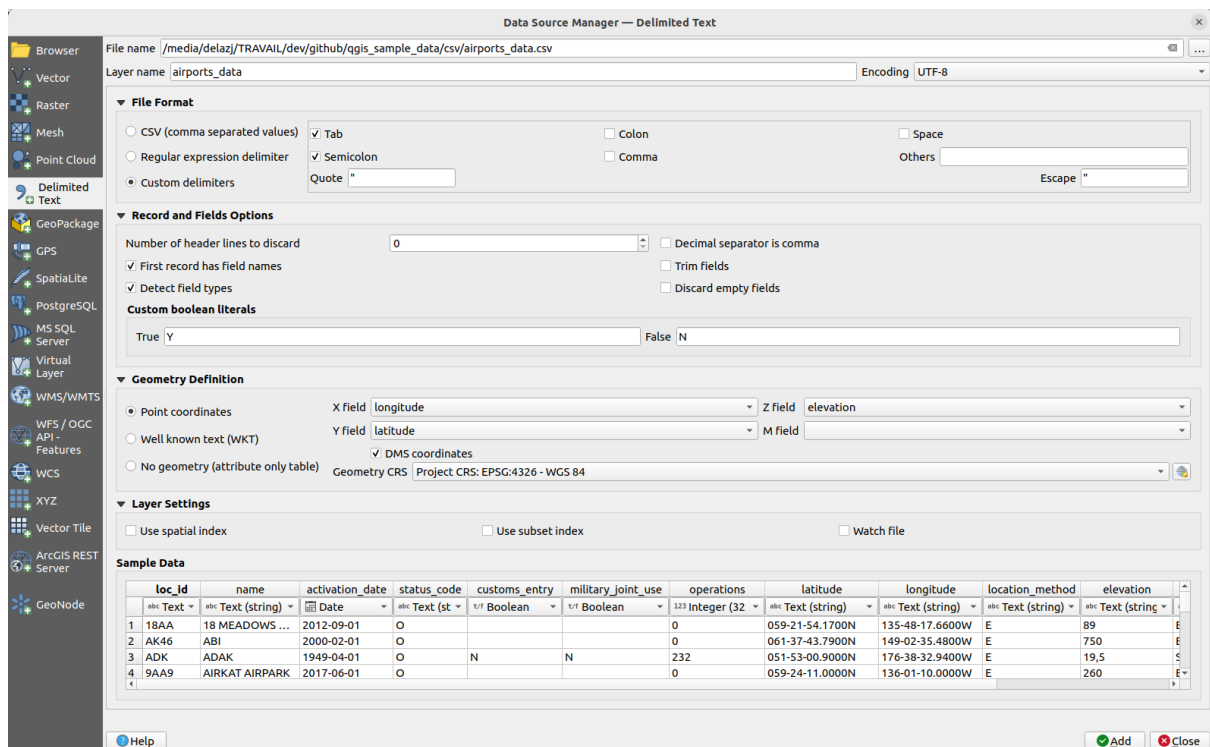 Data Source Manager — Delimited Text
Browser
Vector
Raster
Mesh
Point Cloud
Delimited
Text
GeoPackage
GPS
SpatiaLite
PostgreSQL
MS SQL
Server
Virtual
Layer
WMS/WMTS
WFS / OGC
API -
Features
WCS
XYZ
Vector Tile
ArcGIS REST
Server
GeoNode
File name /media/delazj/TRAVAIL/dev/github/qgis_sample_data/csv/airports_data.csv ...
Layer name airports_data Encoding UTF-8
File Format
CSV (comma separated values) Tab Colon Space
Regular expression delimiter Semicolon Comma Others
Custom delimiters Quote " Escape "
Record and Fields Options
Number of header lines to discard 0 Decimal separator is comma
First record has field names Trim fields
Detect field types Discard empty fields
Custom boolean literals
True Y False N
Geometry Definition
Point coordinates X field longitude Z field elevation
Well known text (WKT) Y field latitude M field
DMS coordinates
No geometry (attribute only table) Geometry CRS Project CRS: EPSG:4326 - WGS 84
Layer Settings
Use spatial index Use subset index Watch file
Sample Data
loc_id name activation_date status_code customs_entry military_joint_use operations latitude longitude location_method elevation
abc Text abc Text (string) Date abc Text (st t/f Boolean t/f Boolean 123 Integer (32 abc Text (string) abc Text (string) abc Text (string) abc Text (string
1 18AA 18 MEADOWS ... 2012-09-01 O 0 059-21-54.1700N 135-48-17.6600W E 89
2 AK46 ABI 2000-02-01 O 0 061-37-43.7900N 149-02-35.4800W E 750
3 ADK ADAK 1949-04-01 O N N 232 051-53-00.9000N 176-38-32.9400W E 19,5
4 9AA9 AIRKAT AIRPARK 2017-06-01 O 0 059-24-11.0000N 136-01-10.0000W E 260
Help Add Close